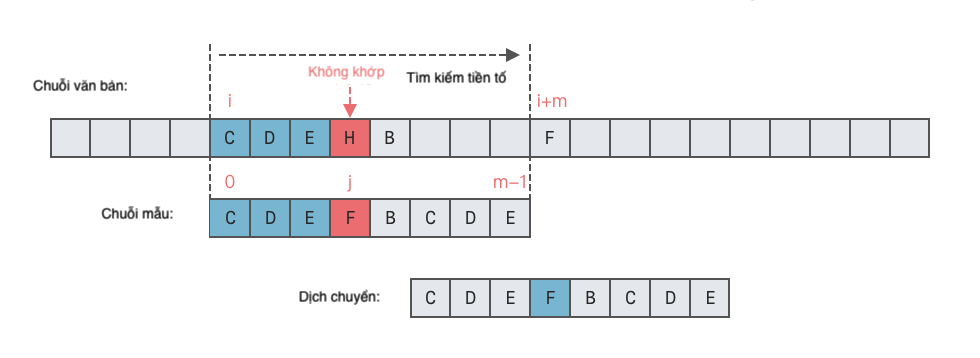 Không khớp
Tìm kiếm tiền tố
Chuỗi văn bản:
i
i+m
C D E H B F
0
j
m–1
Chuỗi mẫu:
C D E F B C D E
Dịch chuyển:
C D E F B C D E